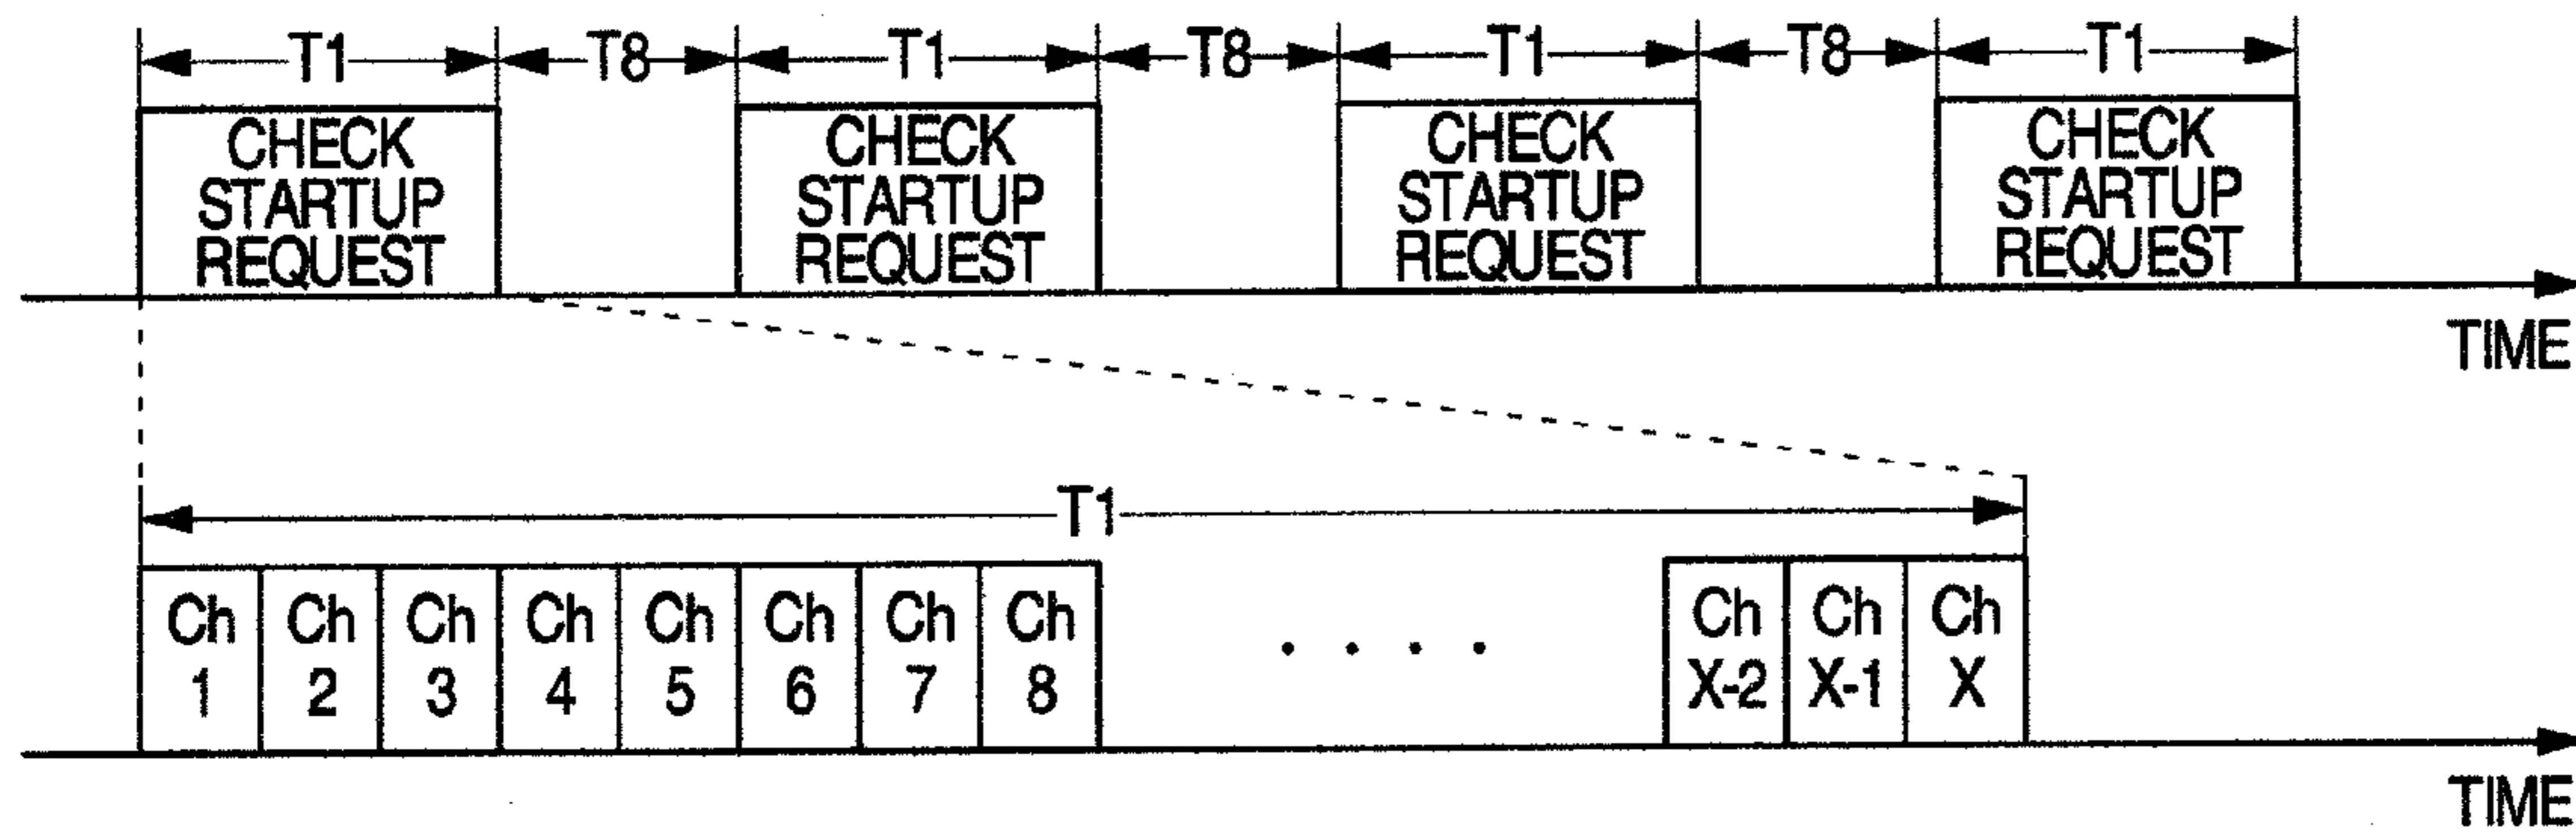 T1 T8 T1 T8 T1 T8 T1
CHECK STARTUP REQUEST
CHECK STARTUP REQUEST
CHECK STARTUP REQUEST
CHECK STARTUP REQUEST
TIME
T1
Ch 1
Ch 2
Ch 3
Ch 4
Ch 5
Ch 6
Ch 7
Ch 8
. . . .
Ch X-2
Ch X-1
Ch X
TIME